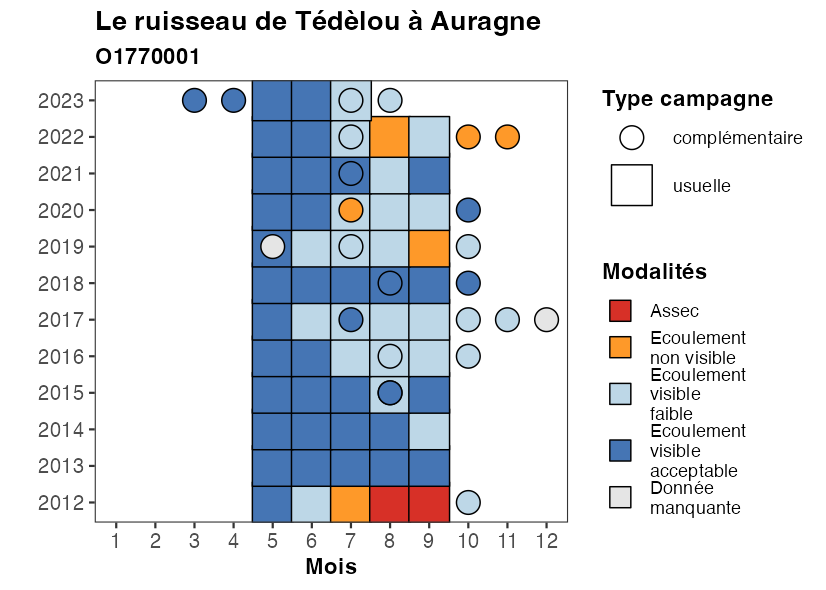 Le ruisseau de Tédèlou à Auragne
O1770001
2023
2022
2021
2020
2019
2018
2017
2016
2015
2014
2013
2012
1 2 3 4 5 6 7 8 9 10 11 12
Mois
Type campagne
complémentaire
usuelle
Modalités
Assec
Ecoulement
non visible
Ecoulement
visible
faible
Ecoulement
visible
acceptable
Donnée
manquante